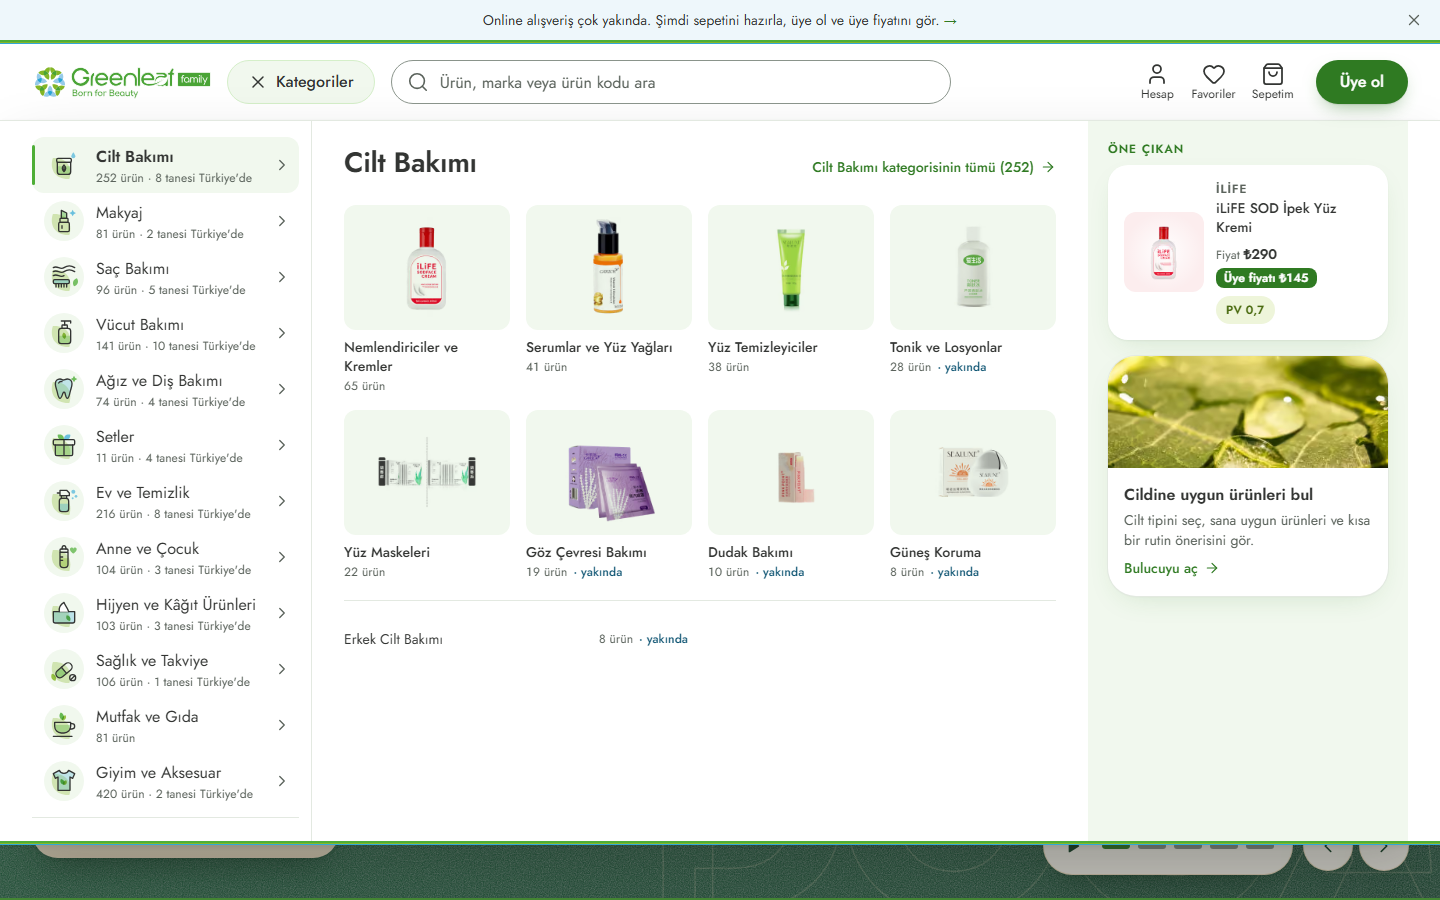 Online alışveriş çok yakında. Şimdi sepetini hazırla, üye ol ve üye fiyatını gör. →
Greenleaf family
Born for Beauty
Kategoriler
Ürün, marka veya ürün kodu ara
Hesap
Favoriler
Sepetim
Üye ol
Cilt Bakımı
252 ürün · 8 tanesi Türkiye'de
Makyaj
81 ürün · 2 tanesi Türkiye'de
Saç Bakımı
96 ürün · 5 tanesi Türkiye'de
Vücut Bakımı
141 ürün · 10 tanesi Türkiye'de
Ağız ve Diş Bakımı
74 ürün · 4 tanesi Türkiye'de
Setler
11 ürün · 4 tanesi Türkiye'de
Ev ve Temizlik
216 ürün · 8 tanesi Türkiye'de
Anne ve Çocuk
104 ürün · 3 tanesi Türkiye'de
Hijyen ve Kâğıt Ürünleri
103 ürün · 3 tanesi Türkiye'de
Sağlık ve Takviye
106 ürün · 1 tanesi Türkiye'de
Mutfak ve Gıda
81 ürün
Giyim ve Aksesuar
420 ürün · 2 tanesi Türkiye'de
Cilt Bakımı
Cilt Bakımı kategorisinin tümü (252) →
iLiFE
Nemlendiriciler ve
Kremler
65 ürün
Serumlar ve Yüz Yağları
41 ürün
Yüz Temizleyiciler
38 ürün
Tonik ve Losyonlar
28 ürün · yakında
SEALUXE
Yüz Maskeleri
22 ürün
Göz Çevresi Bakımı
19 ürün · yakında
Dudak Bakımı
10 ürün · yakında
Güneş Koruma
8 ürün · yakında
Erkek Cilt Bakımı
8 ürün · yakında
ÖNE ÇIKAN
İLİFE
iLiFE SOD İpek Yüz
Kremi
Fiyat ₺290
Üye fiyatı ₺145
PV 0,7
iLiFE
Cildine uygun ürünleri bul
Cilt tipini seç, sana uygun ürünleri ve kısa
bir rutin önerisini gör.
Bulucuyu aç →